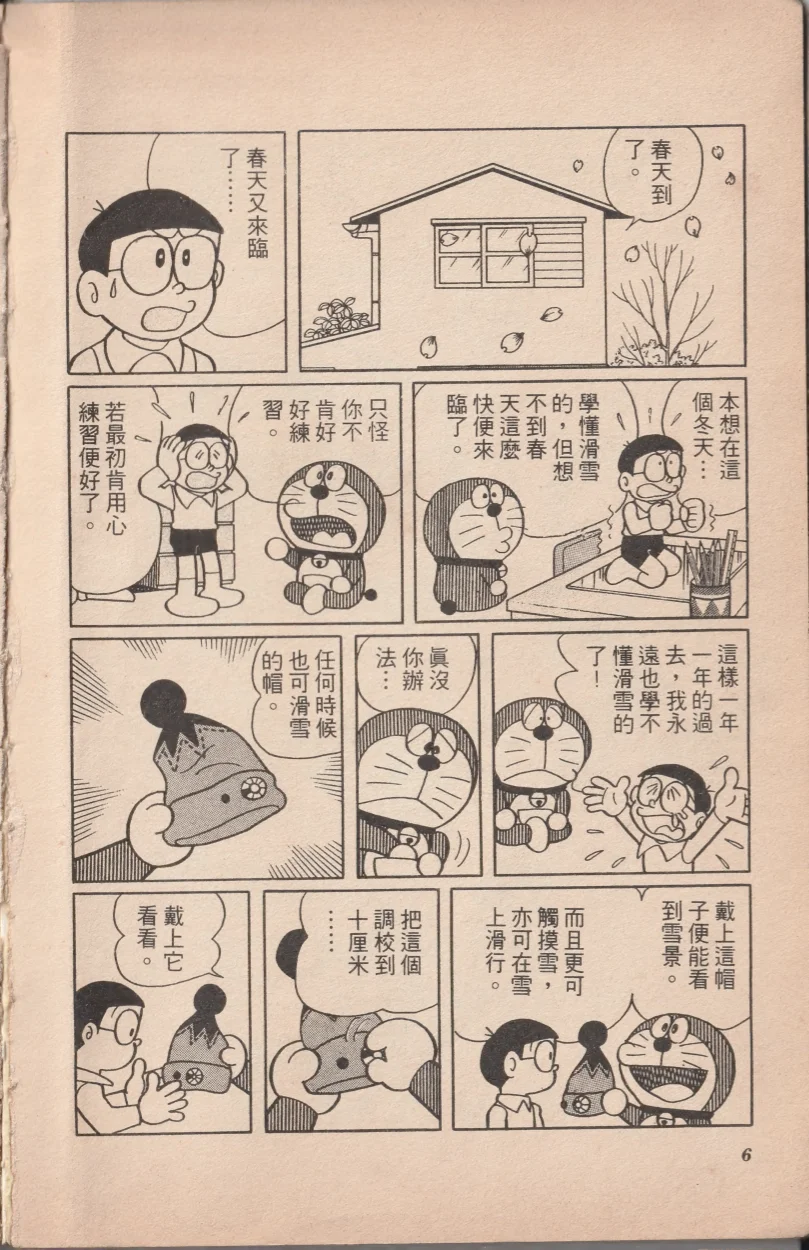 春天到
了。
春天又來臨
了⋯⋯
本想在這
個冬天⋯
學懂滑雪
的，但想
不到春
天這麼
快便來
臨了。
只怪
你不
肯好
好練
習。
若最初肯用心
練習便好了。
這樣一年
一年的過
去，我永
遠也學不
懂滑雪的
了！
眞沒
你辦
法⋯
任何時候
也可滑雪
的帽。
戴上這帽
子便能看
到雪景。
而且更可
觸摸雪，
亦可在雪
上滑行。
把這個
調校到
十厘米
⋯⋯
戴上它
看看。
6